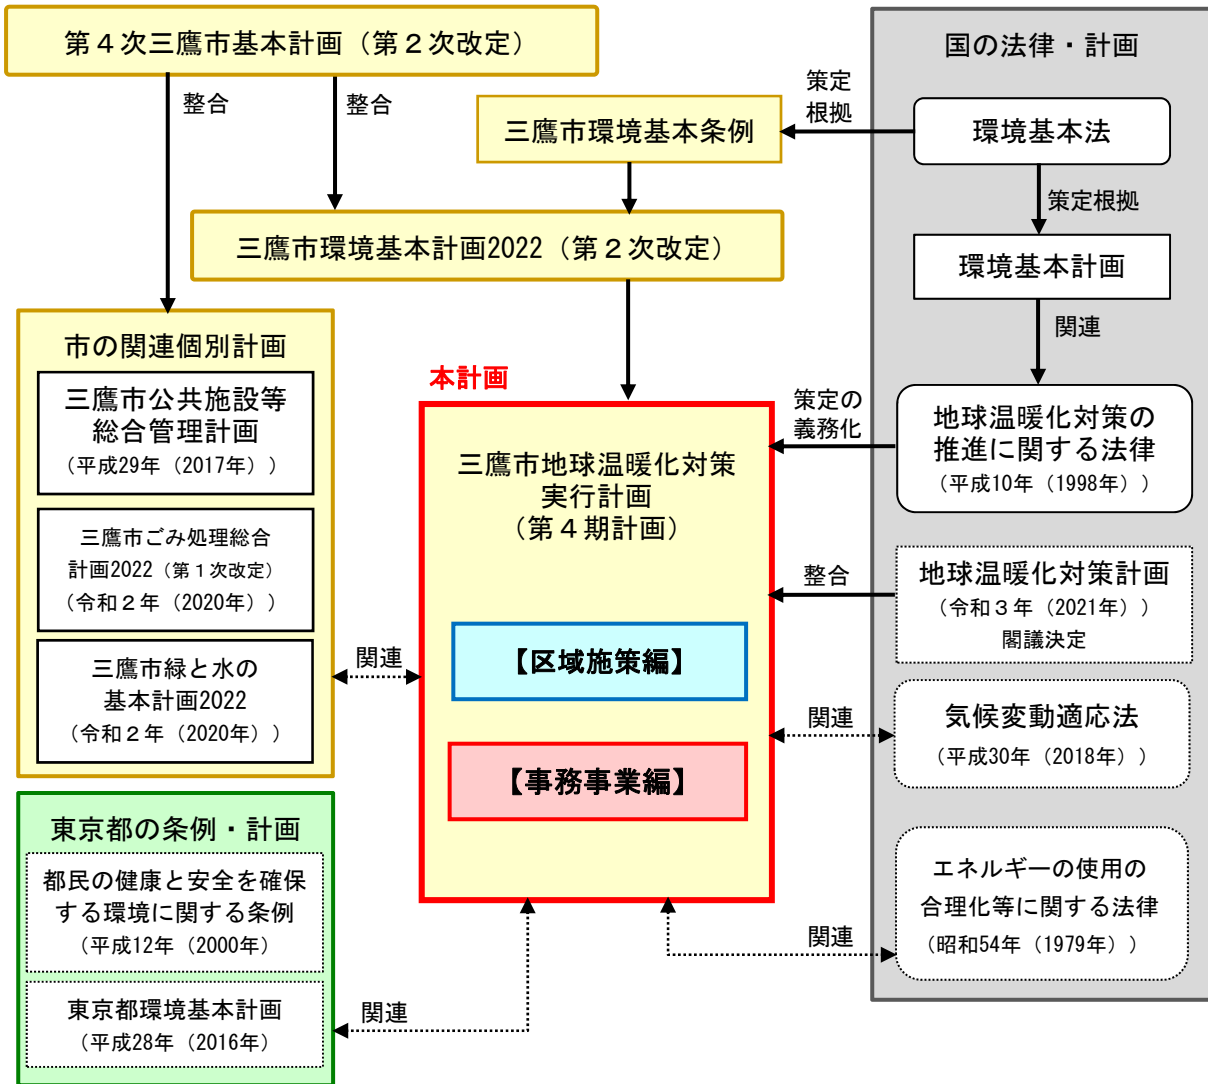 第４次三鷹市基本計画（第２次改定）
整合
整合
三鷹市環境基本条例
策定
根拠
国の法律・計画
環境基本法
策定根拠
環境基本計画
関連
三鷹市環境基本計画2022（第２次改定）
市の関連個別計画
三鷹市公共施設等
総合管理計画
（平成29年（2017年））
三鷹市ごみ処理総合
計画2022（第１次改定）
（令和２年（2020年））
三鷹市緑と水の
基本計画2022
（令和２年（2020年））
関連
本計画
三鷹市地球温暖化対策
実行計画
（第４期計画）
【区域施策編】
【事務事業編】
策定の
義務化
地球温暖化対策の
推進に関する法律
（平成10年（1998年））
整合
地球温暖化対策計画
（令和３年（2021年））
閣議決定
関連
気候変動適応法
（平成30年（2018年））
関連
エネルギーの使用の
合理化等に関する法律
（昭和54年（1979年））
東京都の条例・計画
都民の健康と安全を確保
する環境に関する条例
（平成12年（2000年）
東京都環境基本計画
（平成28年（2016年）
関連